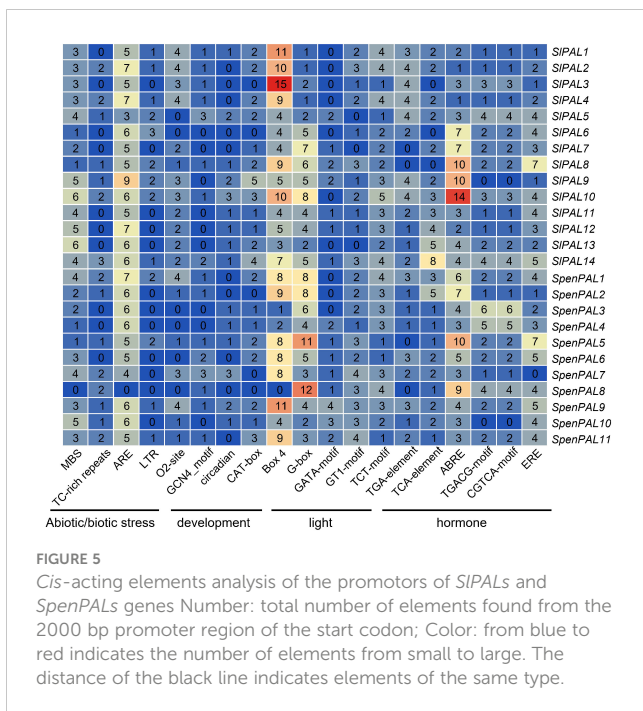 3 0 5 1 4 1 1 2 11 1 0 2 4 3 2 2 1 1 1 SlPAL1
3 2 7 1 4 1 0 2 10 1 0 3 4 4 2 1 1 1 2 SlPAL2
3 0 5 0 3 1 0 0 15 2 0 1 1 4 0 3 3 3 1 SlPAL3
3 2 7 1 4 1 0 2 9 1 0 2 4 4 2 1 1 1 2 SlPAL4
4 1 3 2 0 3 2 2 4 2 2 0 1 4 2 3 4 4 4 SlPAL5
1 0 6 3 0 0 0 0 4 5 0 1 2 2 0 7 2 2 4 SlPAL6
2 0 5 2 0 0 0 1 4 7 0 1 2 2 0 7 2 2 3 SlPAL7
1 1 5 2 1 1 1 2 9 6 2 3 2 0 0 10 2 2 7 SlPAL8
5 1 9 2 3 0 2 5 5 5 2 1 3 4 2 10 0 0 1 SlPAL9
6 2 6 2 3 1 3 3 10 8 0 2 5 4 3 14 3 3 4 SlPAL10
4 0 5 0 2 0 1 1 4 4 1 1 3 2 3 3 1 1 4 SlPAL11
5 0 7 0 2 0 1 1 5 4 1 1 3 1 4 2 1 1 4 SlPAL12
6 0 6 0 2 0 1 2 3 2 0 0 2 1 5 4 2 2 2 SlPAL13
4 3 6 1 2 2 1 4 7 5 1 3 1 4 8 4 4 4 5 SlPAL14
4 2 7 2 4 1 0 2 8 8 0 2 4 3 3 6 2 2 4 SpenPAL1
2 1 6 0 1 1 0 0 9 8 0 2 3 1 5 7 1 1 1 SpenPAL2
2 0 6 0 0 0 1 1 1 6 0 2 3 1 1 4 6 6 2 SpenPAL3
1 0 6 0 0 0 1 1 2 4 2 1 3 1 1 3 5 5 3 SpenPAL4
1 1 5 2 1 1 1 2 8 11 1 3 1 0 1 10 2 2 7 SpenPAL5
3 0 5 0 0 2 0 2 8 5 1 2 1 3 2 5 2 2 5 SpenPAL6
4 2 4 0 3 3 3 0 8 3 1 4 1 2 1 3 1 1 0 SpenPAL7
0 2 0 0 0 1 0 0 0 12 1 3 4 0 1 9 4 4 4 SpenPAL8
3 1 6 1 4 1 2 2 11 4 4 3 3 3 2 4 2 2 5 SpenPAL9
5 1 6 0 1 0 1 1 4 2 3 3 2 1 2 3 0 0 4 SpenPAL10
3 2 5 1 1 1 0 3 9 3 2 4 1 2 1 3 2 2 4 SpenPAL11
MBS TC-rich repeats ARE LTR O2-site GCN4_motif circadian CAT-box Box 4 G-box GATA-motif GT1-motif TCT-motif TGA-element TCA-element ABRE TGACG-motif CGTCA-motif ERE
Abiotic/biotic stress development light hormone
FIGURE 5
Cis-acting elements analysis of the promotors of SlPALs and
SpenPALs genes Number: total number of elements found from the
2000 bp promoter region of the start codon; Color: from blue to
red indicates the number of elements from small to large. The
distance of the black line indicates elements of the same type.